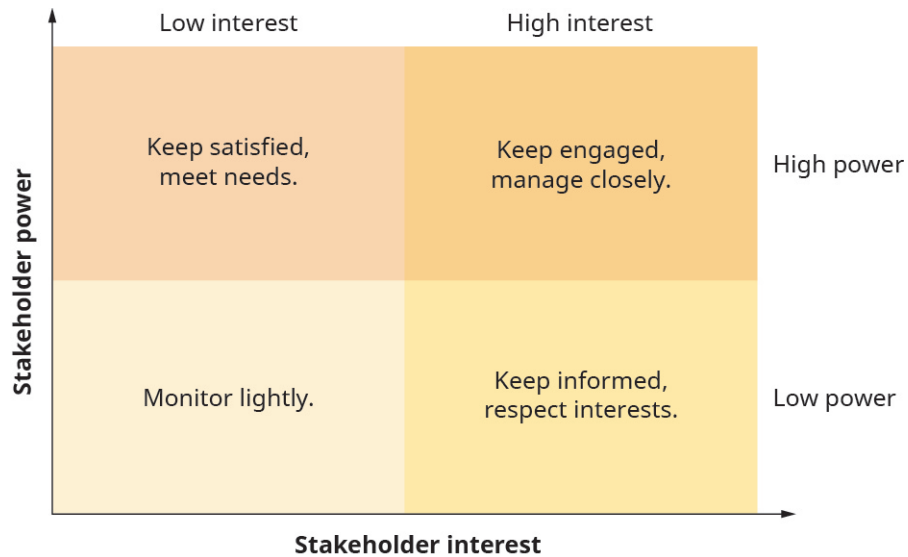 Low interest
High interest
Stakeholder power
Keep satisfied,
meet needs.
Keep engaged,
manage closely.
High power
Monitor lightly.
Keep informed,
respect interests.
Low power
Stakeholder interest